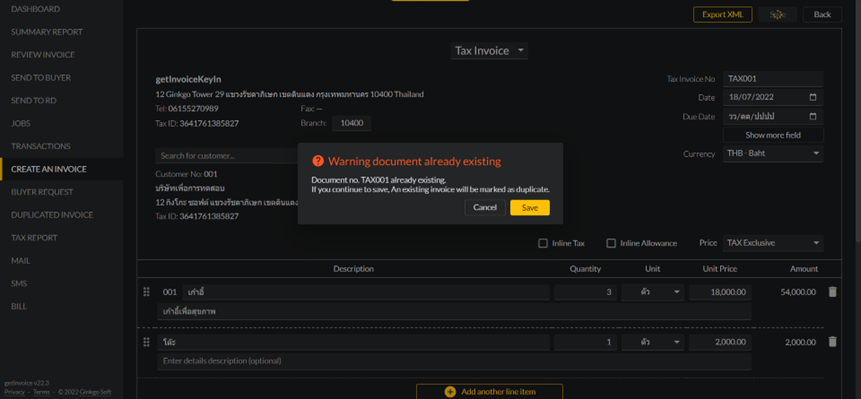 DASHBOARD
SUMMARY REPORT
REVIEW INVOICE
SEND TO BUYER
SEND TO RD
JOBS
TRANSACTIONS
CREATE AN INVOICE
BUYER REQUEST
DUPLICATED INVOICE
TAX REPORT
MAIL
SMS
BILL
getinvoice v22.3
Privacy - Terms - © 2022 Ginkgo Soft
Export XML
Back
Tax Invoice
getInvoiceKeyIn
12 Ginkgo Tower 29 แขวงรัชดาภิเษก เขตดินแดง กรุงเทพมหานคร 10400 Thailand
Tel: 06155270989 Fax: —
Tax ID: 3641761385827 Branch: 10400
Tax Invoice No TAX001
Date 18/07/2022
Due Date วว/ดด/ปปปป
Show more field
Currency THB - Baht
Search for customer...
Customer No: 001
บริษัทเพื่อการทดสอบ
12 กิงโกะ ซอฟต์ แขวงรัชดาภิเษก เขตดินแดง
Tax ID: 3641761385827
Warning document already existing
Document no. TAX001 already existing.
If you continue to save, An existing invoice will be marked as duplicate.
Cancel Save
Inline Tax Inline Allowance Price TAX Exclusive
Description Quantity Unit Unit Price Amount
001 เก้าอี้ 3 ตัว 18,000.00 54,000.00
เก้าอี้เพื่อสุขภาพ
โต๊ะ 1 ตัว 2,000.00 2,000.00
Enter details description (optional)
Add another line item